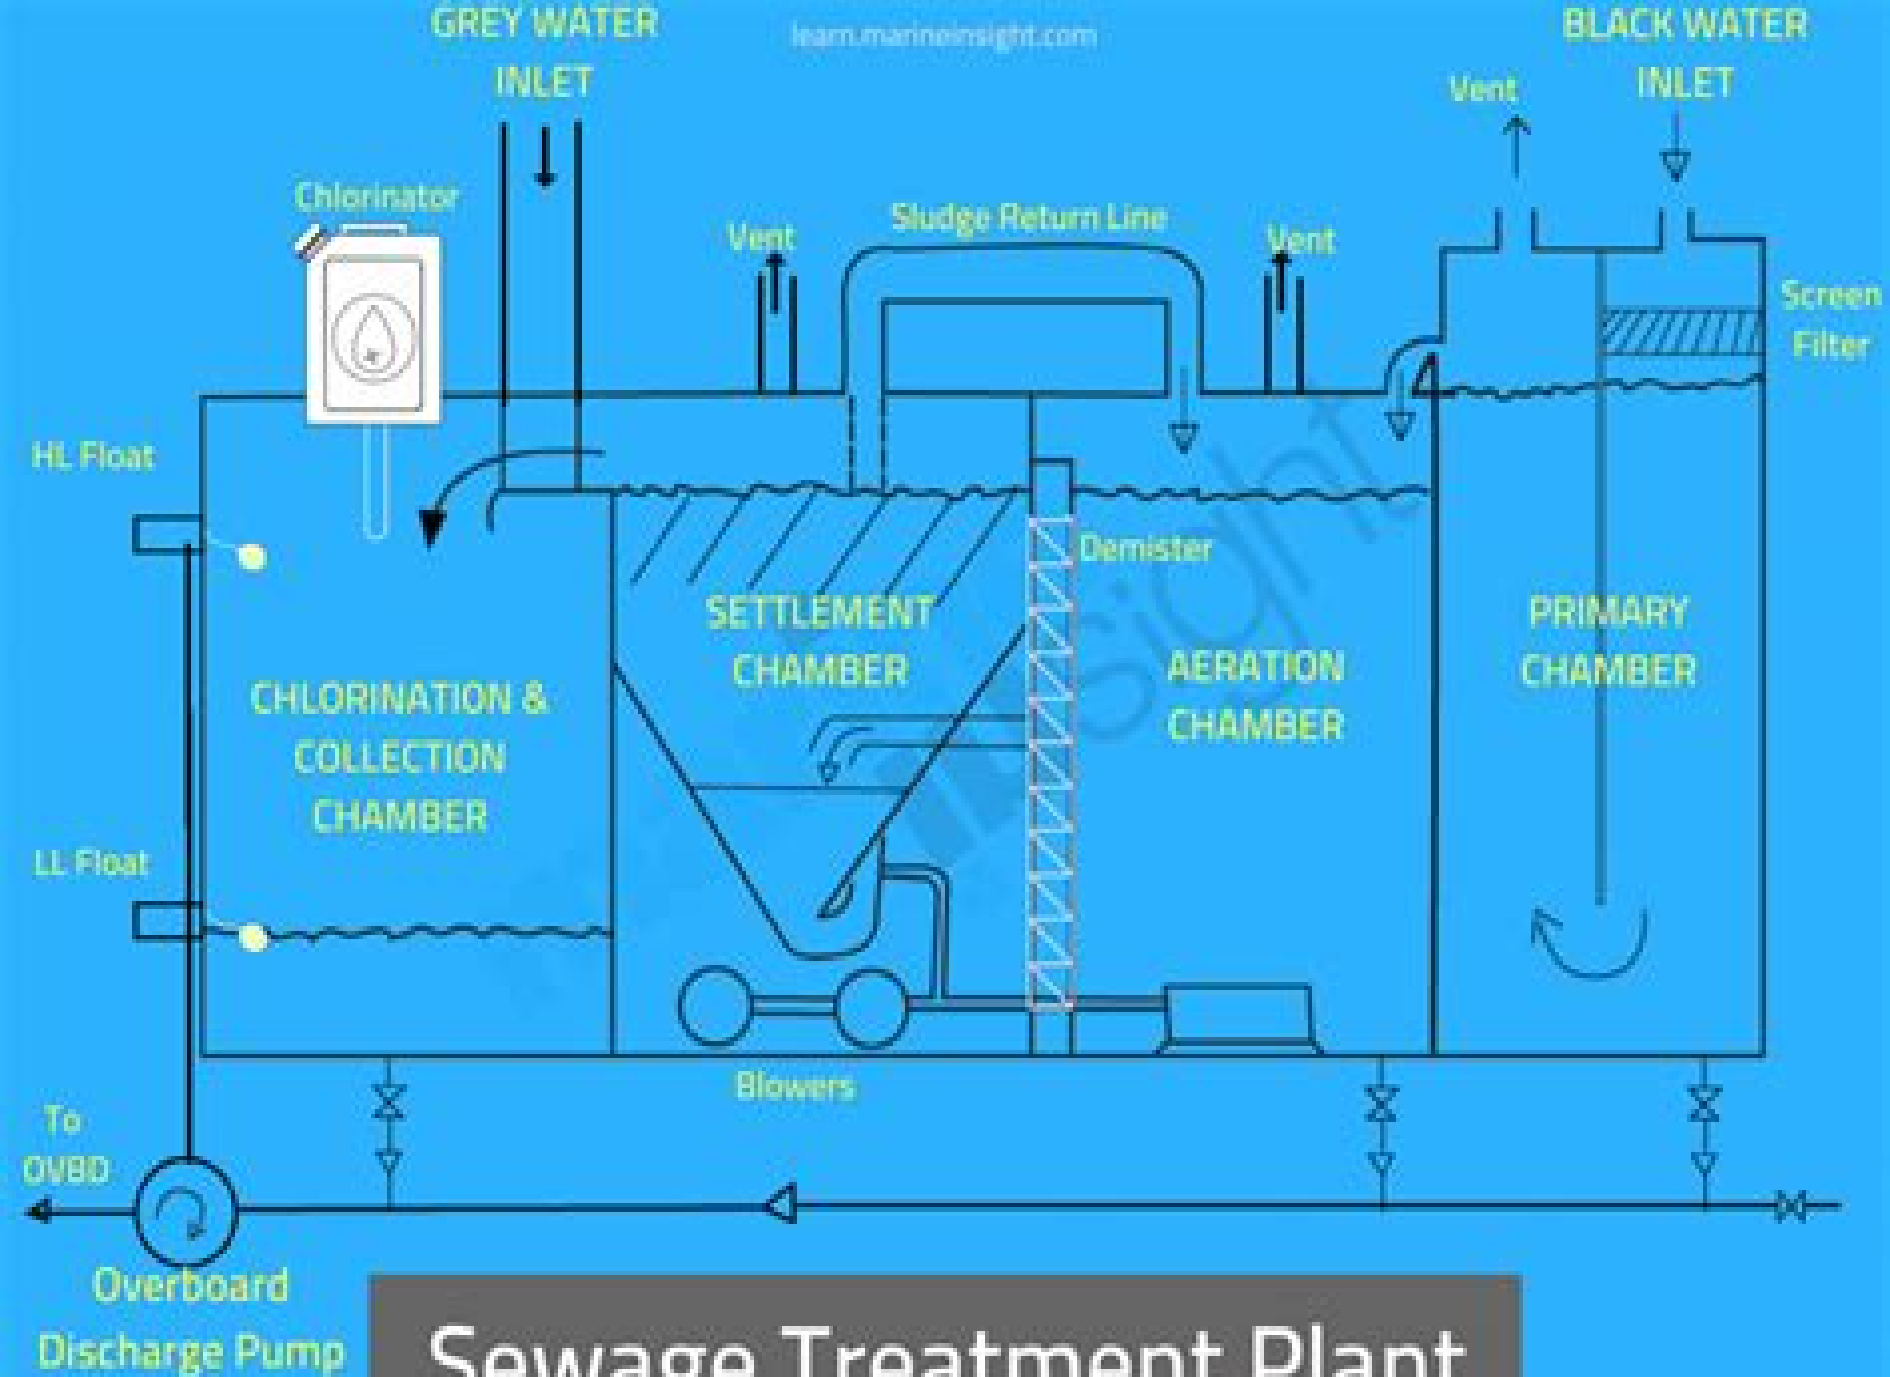 GREY WATER
INLET
learn.marineinsight.com
BLACK WATER
INLET
Vent
Chlorinator
Vent
Sludge Return Line
Vent
Screen
Filter
HL Float
Demister
SETTLEMENT
CHAMBER
AERATION
CHAMBER
PRIMARY
CHAMBER
CHLORINATION &
COLLECTION
CHAMBER
LL Float
Blowers
To
OVBD
Overboard
Discharge Pump
Sewage Treatment Plant